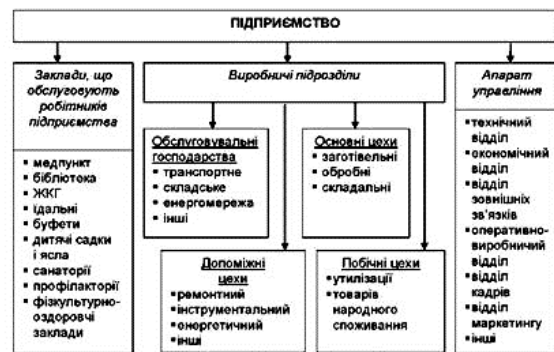 ПІДПРИЄМСТВО
Заклади, що
обслуговують
робітників
підприємства
▪ медпункт
▪ бібліотека
▪ ЖКГ
▪ їдальні
▪ буфети
▪ дитячі садки
і ясла
▪ санаторії
▪ профілакторії
▪ фізкультурно-
оздоровчі
заклади
Виробничі підрозділи
Обслуговувальні
господарства
▪ транспортне
▪ складське
▪ енергомережа
▪ інші
Основні цехи
▪ заготівельні
▪ обробні
▪ складальні
Допоміжні
цехи
▪ ремонтний
▪ інструментальний
▪ енергетичний
▪ інші
Побічні цехи
▪ утилізації
▪ товарів
народного
споживання
Апарат
управління
▪ технічний
відділ
▪ економічний
відділ
▪ відділ
зовнішніх
зв'язків
▪ оперативно-
виробничий
відділ
▪ відділ
кадрів
▪ відділ
маркетингу
▪ інші